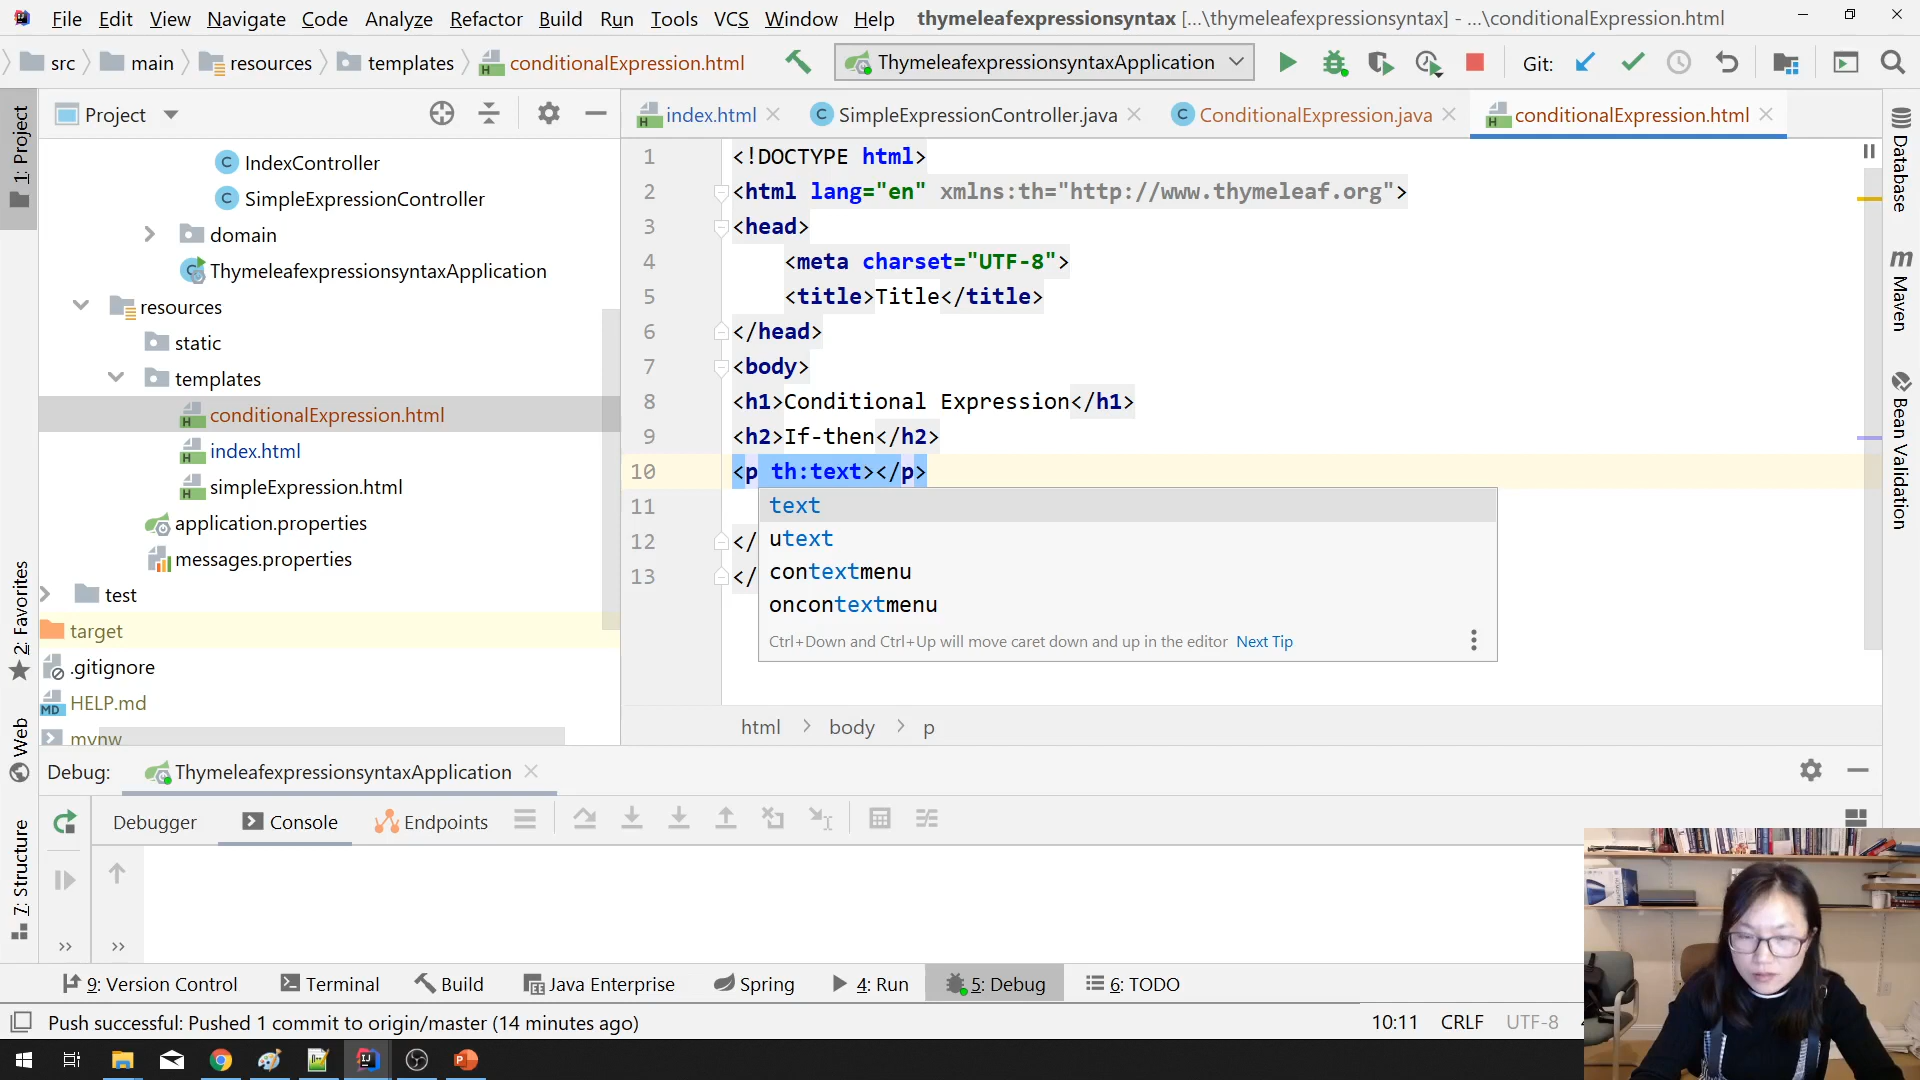 File Edit View Navigate Code Analyze Refactor Build Run Tools VCS Window Help thymeleafexpressionsyntax [...\thymeleafexpressionsyntax] - ...\conditionalExpression.html
src main resources templates conditionalExpression.html ThymeleafexpressionsyntaxApplication Git:
1: Project
Project
index.html SimpleExpressionController.java ConditionalExpression.java conditionalExpression.html
IndexController
SimpleExpressionController
domain
ThymeleafexpressionsyntaxApplication
resources
static
templates
conditionalExpression.html
index.html
simpleExpression.html
application.properties
messages.properties
test
target
.gitignore
HELP.md
mvnw
1 <!DOCTYPE html>
2 <html lang="en" xmlns:th="http://www.thymeleaf.org">
3 <head>
4 <meta charset="UTF-8">
5 <title>Title</title>
6 </head>
7 <body>
8 <h1>Conditional Expression</h1>
9 <h2>If-then</h2>
10 <p th:text></p>
11
12 </
13 </
text
utext
contextmenu
oncontextmenu
Ctrl+Down and Ctrl+Up will move caret down and up in the editor Next Tip
html body p
Database
Maven
Bean Validation
2: Favorites
Web
7: Structure
Debug: ThymeleafexpressionsyntaxApplication
Debugger Console Endpoints
9: Version Control Terminal Build Java Enterprise Spring 4: Run 5: Debug 6: TODO
Push successful: Pushed 1 commit to origin/master (14 minutes ago) 10:11 CRLF UTF-8